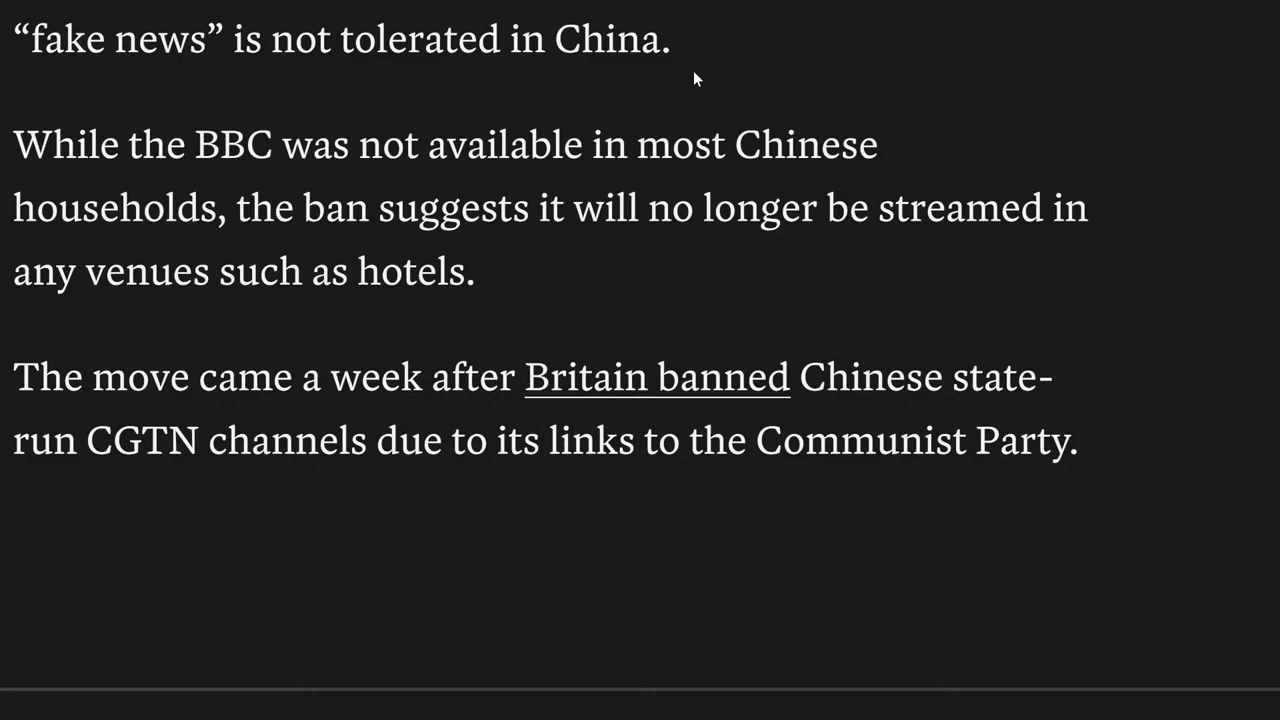 “fake news” is not tolerated in China.
While the BBC was not available in most Chinese
households, the ban suggests it will no longer be streamed in
any venues such as hotels.
The move came a week after Britain banned Chinese state-
run CGTN channels due to its links to the Communist Party.